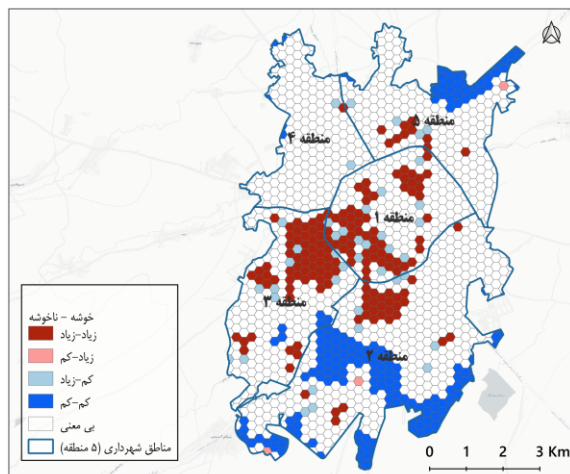 منطقه ۵
منطقه ۴
منطقه ۱
منطقه ۳
منطقه ۲
خوشه - ناخوشه
زیاد-زیاد
زیاد-کم
کم-زیاد
کم-کم
بی معنی
مناطق شهرداری (۵ منطقه)
0 1 2 3 Km